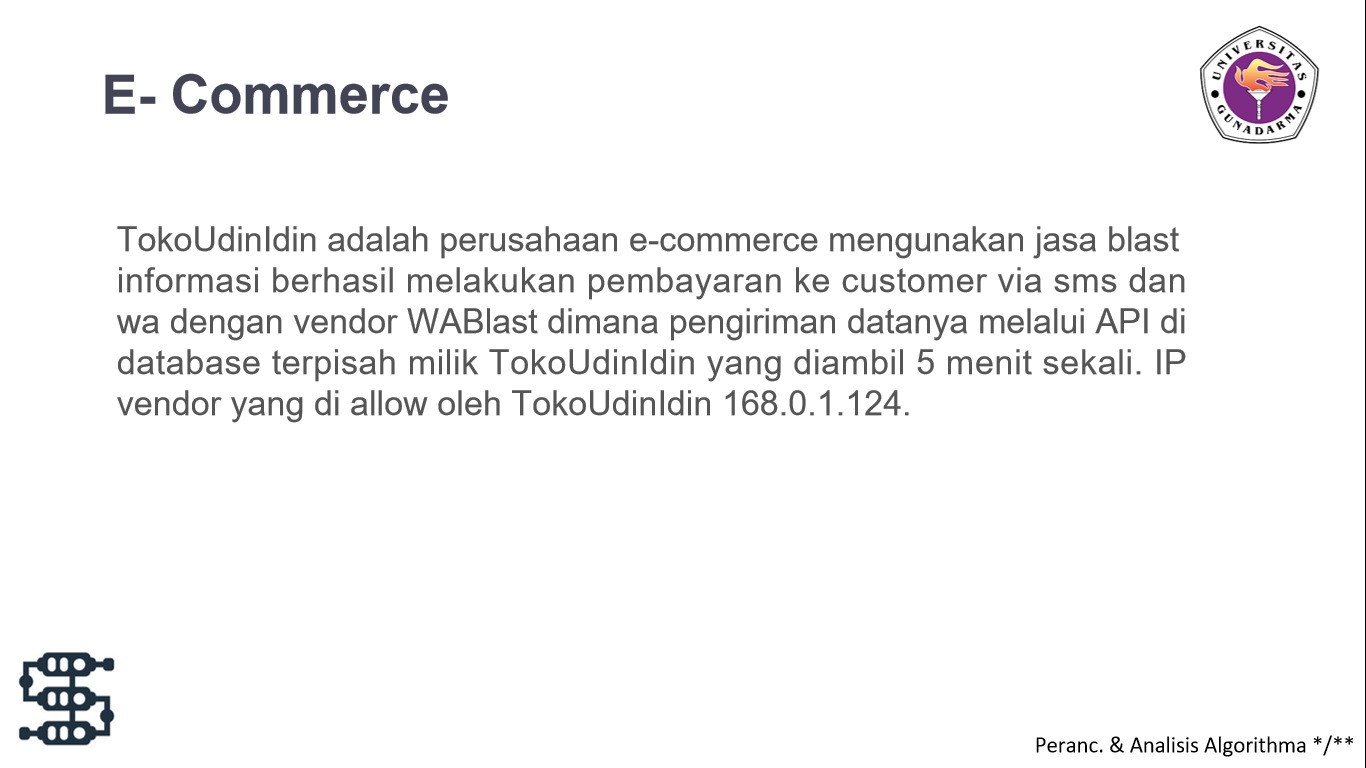 E- Commerce
UNIVERSITAS
GUNADARMA
TokoUdinIdin adalah perusahaan e-commerce mengunakan jasa blast
informasi berhasil melakukan pembayaran ke customer via sms dan
wa dengan vendor WABlast dimana pengiriman datanya melalui API di
database terpisah milik TokoUdinIdin yang diambil 5 menit sekali. IP
vendor yang di allow oleh TokoUdinIdin 168.0.1.124.
Peranc. & Analisis Algorithma */**